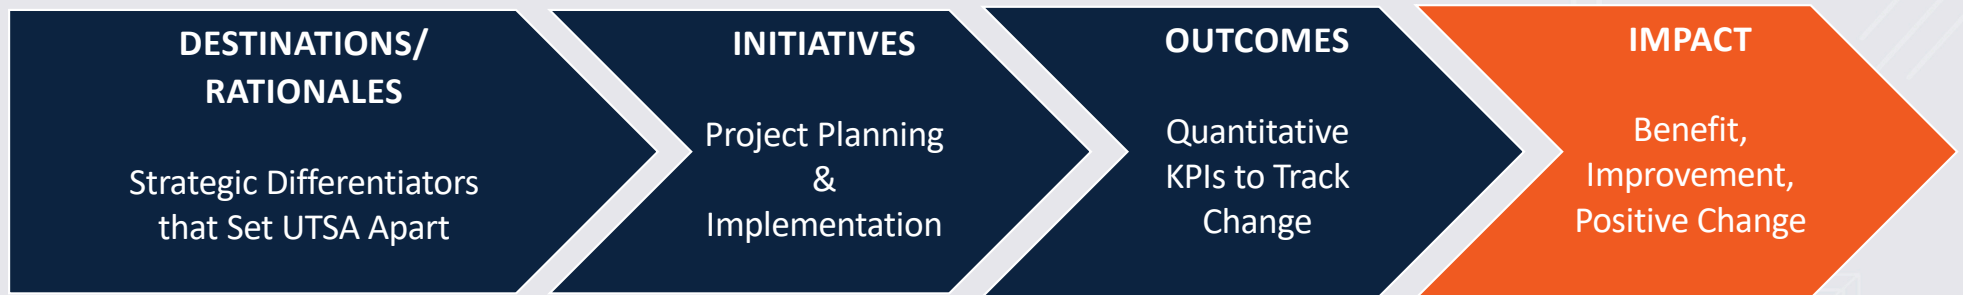 DESTINATIONS/
RATIONALES
Strategic Differentiators
that Set UTSA Apart
INITIATIVES
Project Planning
&
Implementation
OUTCOMES
Quantitative
KPIs to Track
Change
IMPACT
Benefit,
Improvement,
Positive Change